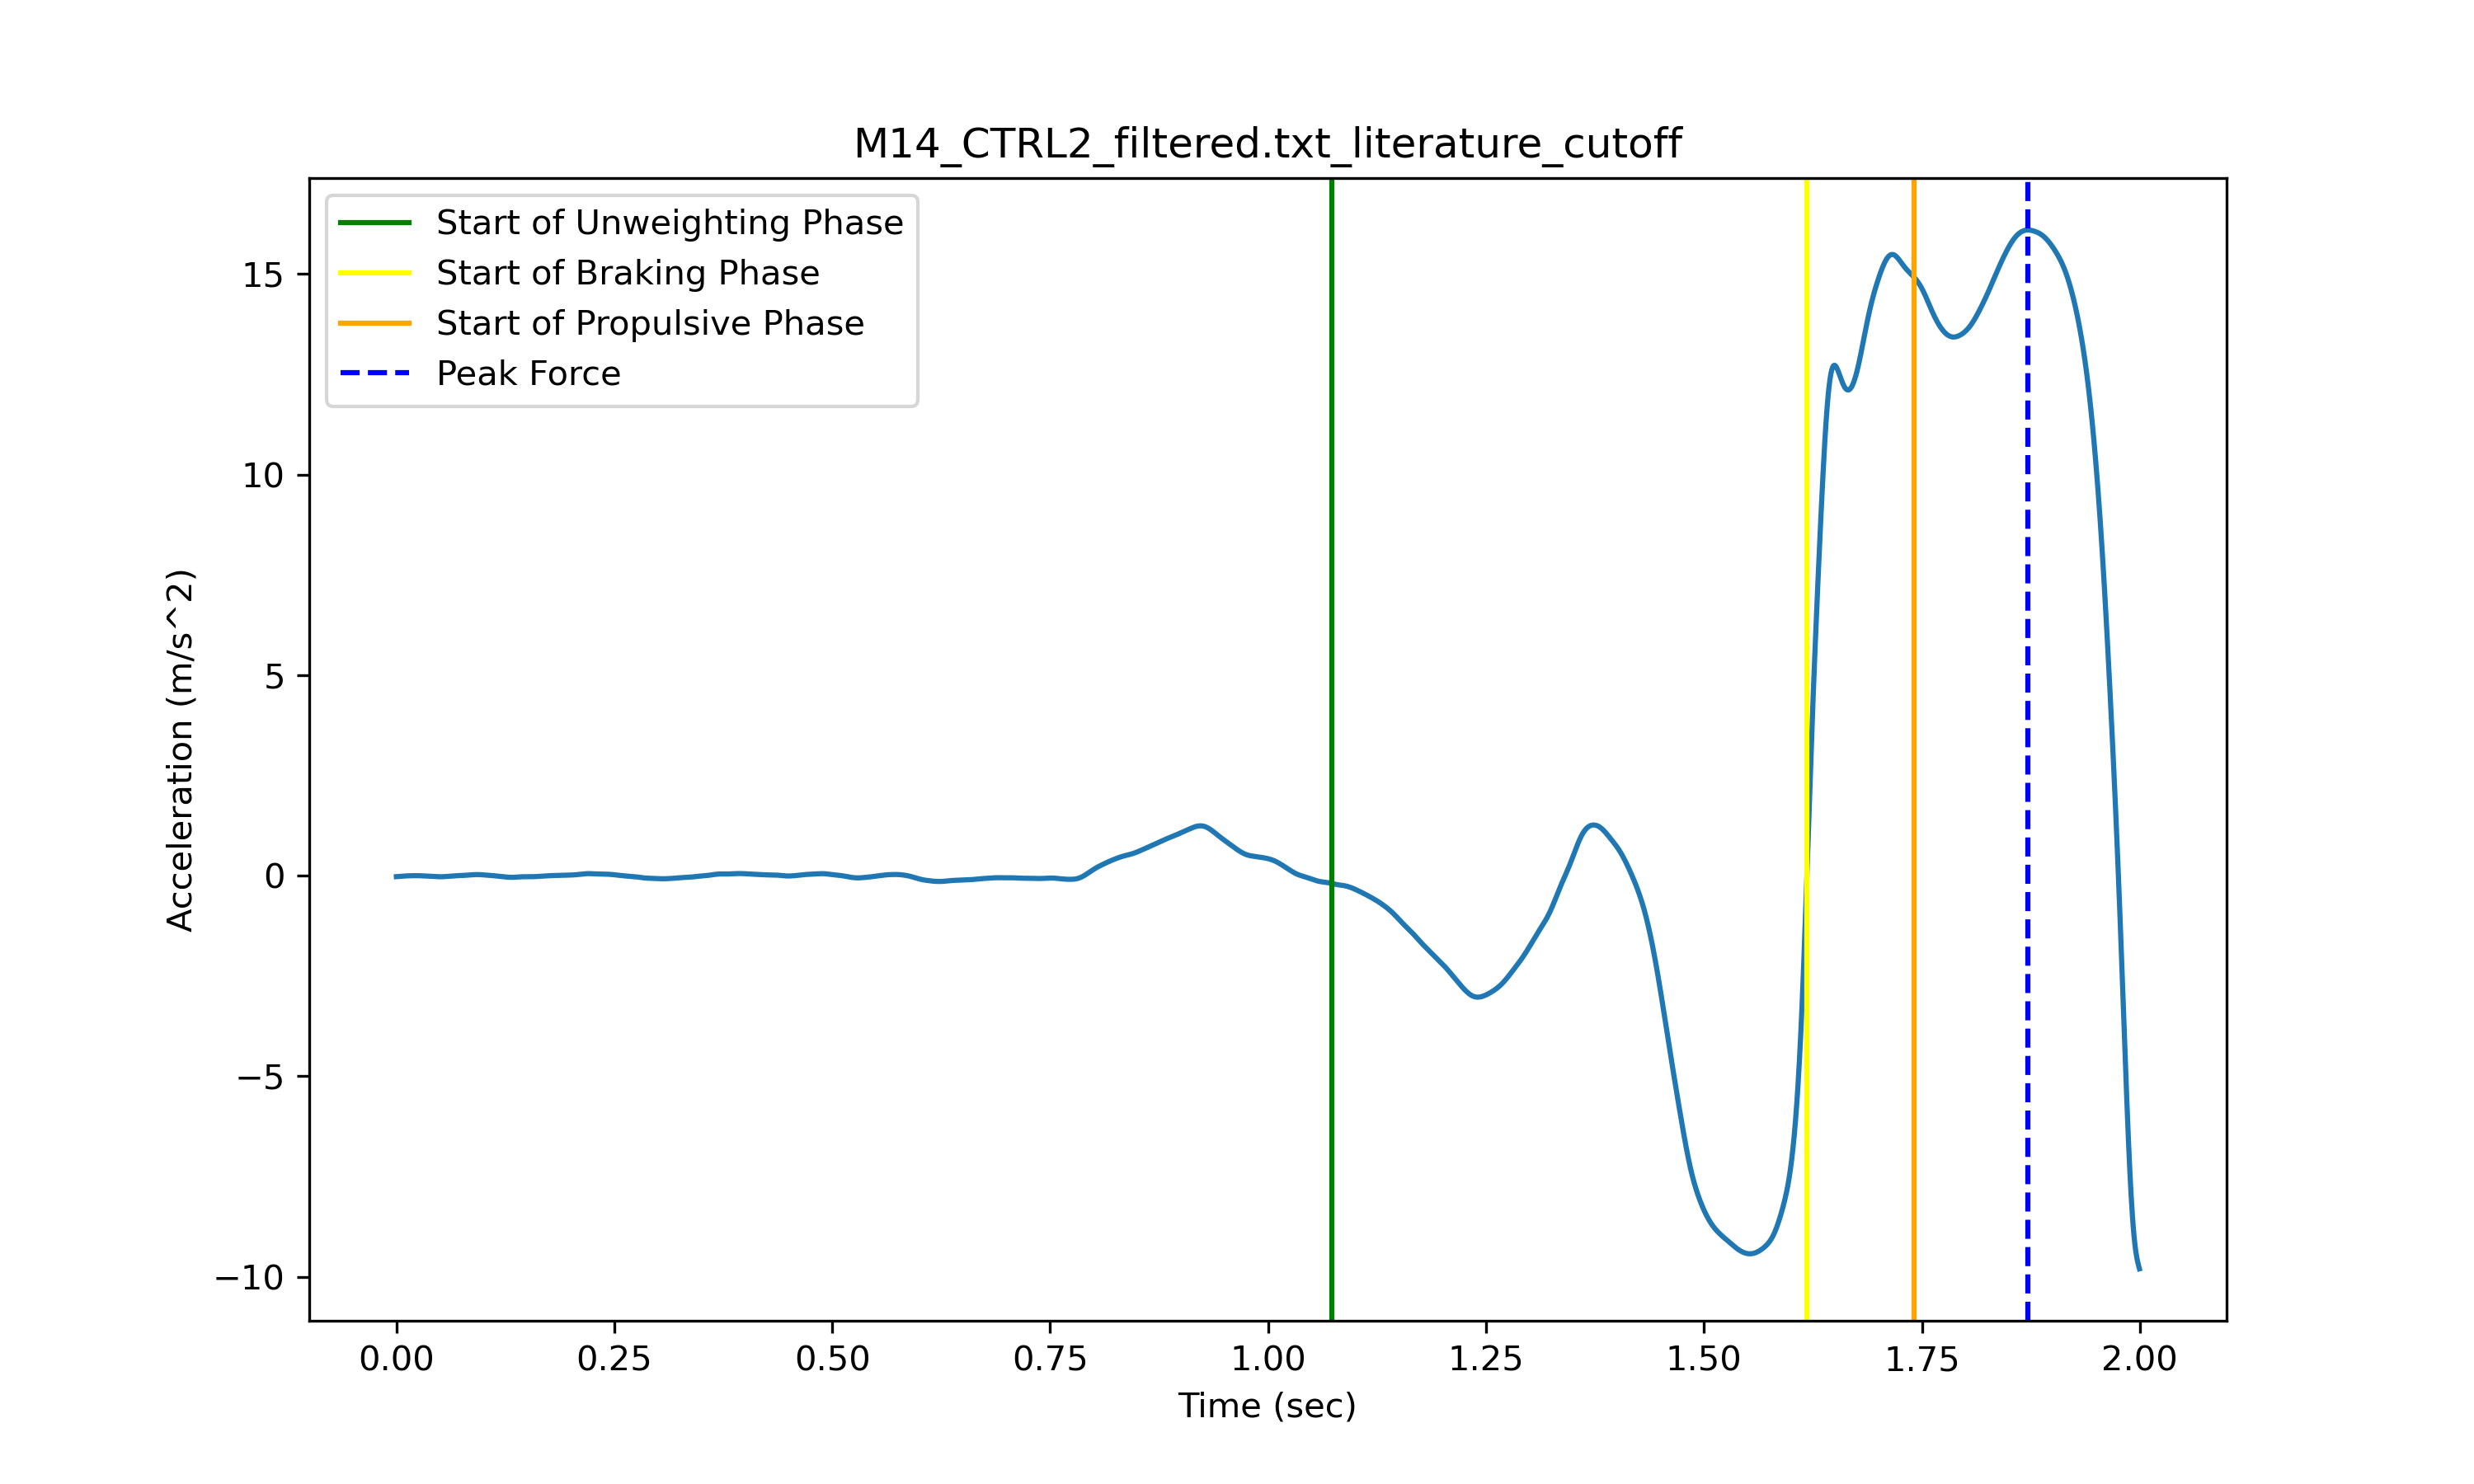 M14_CTRL2_filtered.txt_literature_cutoff
Start of Unweighting Phase
Start of Braking Phase
Start of Propulsive Phase
Peak Force
Acceleration (m/s^2)
15
10
5
0
−5
−10
0.00 0.25 0.50 0.75 1.00 1.25 1.50 1.75 2.00
Time (sec)